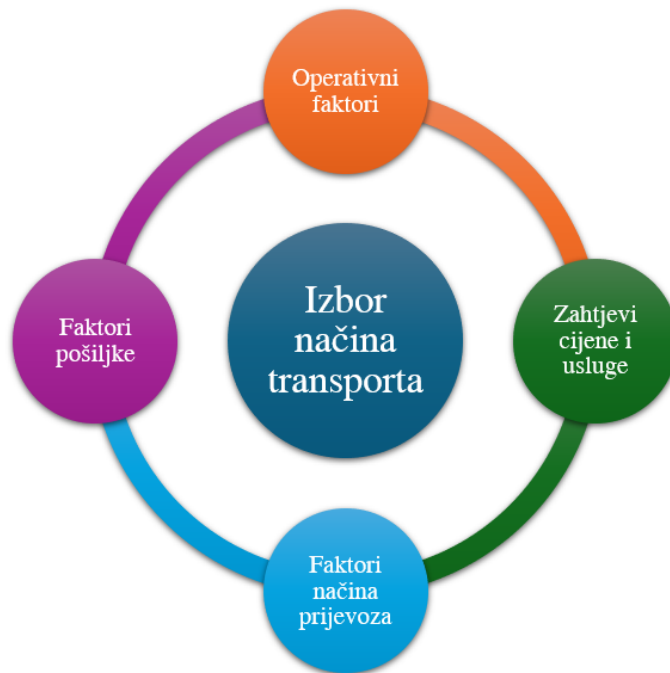 Operativni
faktori
Faktori
pošiljke
Izbor
načina
transporta
Zahtjevi
cijene i
usluge
Faktori
načina
prijevoza